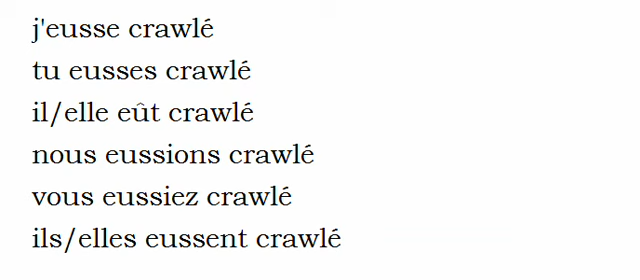 j'eusse crawlé
tu eusses crawlé
il/elle eût crawlé
nous eussions crawlé
vous eussiez crawlé
ils/elles eussent crawlé